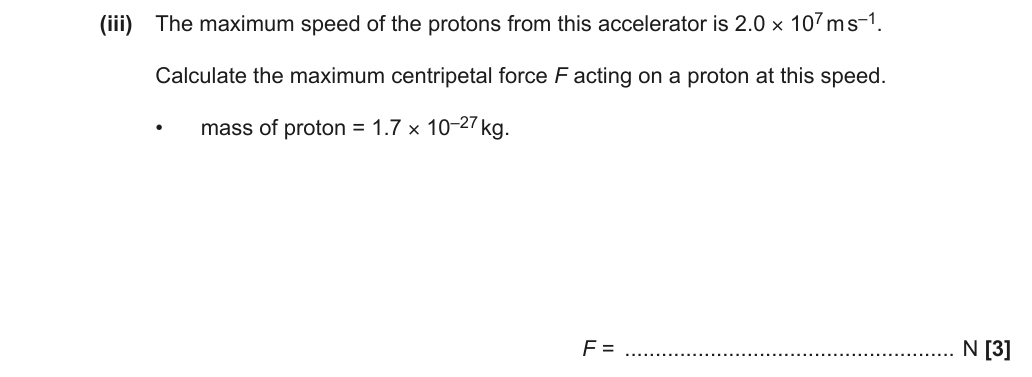 (iii) The maximum speed of the protons from this accelerator is 2.0 × 10⁷ m s⁻¹.
Calculate the maximum centripetal force F acting on a proton at this speed.
• mass of proton = 1.7 × 10⁻²⁷ kg.
F = ...................................................... N [3]